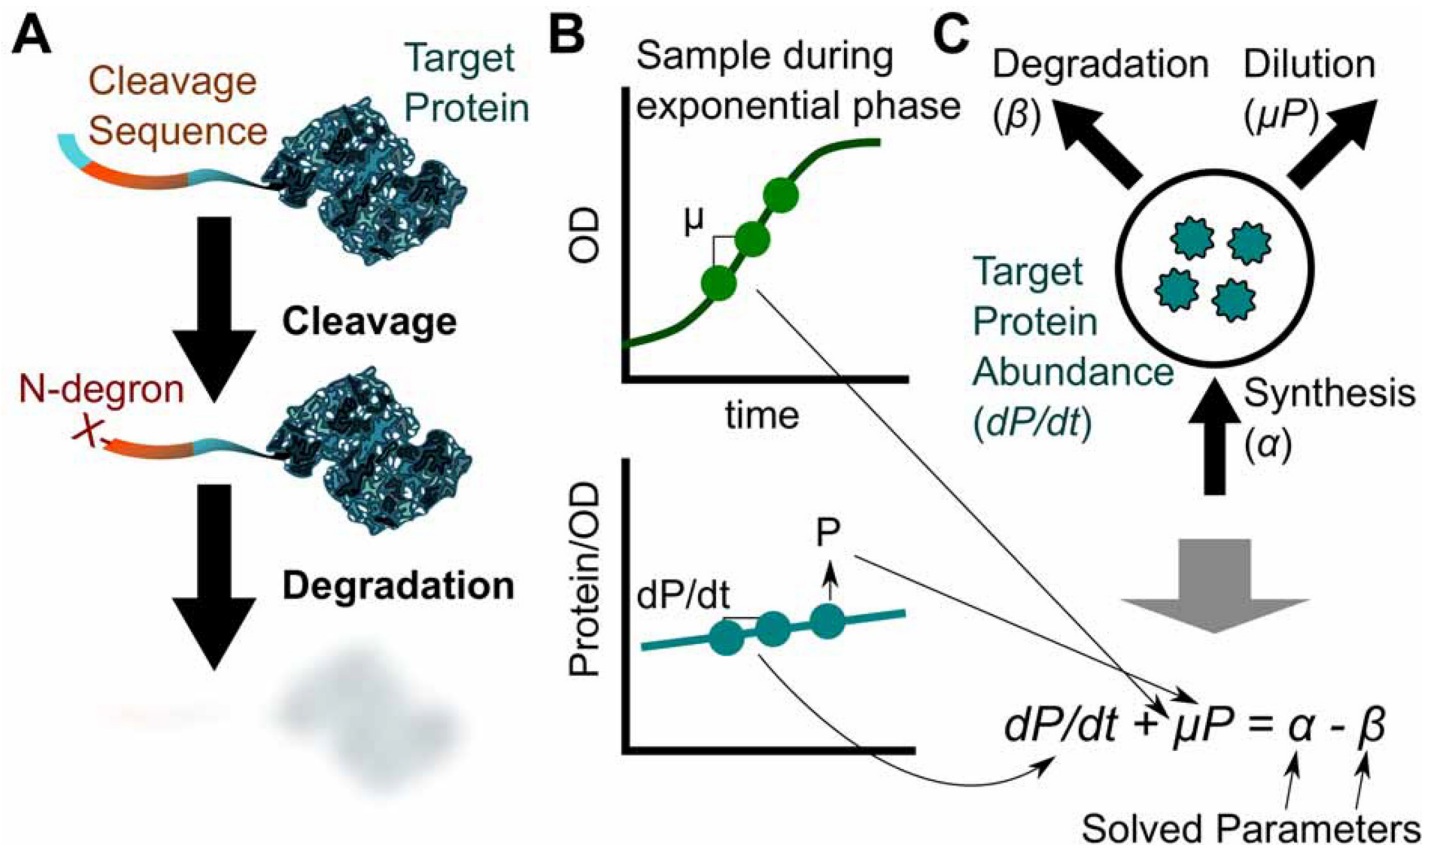 A
Cleavage
Sequence
Target
Protein
Cleavage
N-degron
X
Degradation
B
Sample during
exponential phase
OD
μ
time
Protein/OD
dP/dt
P
C
Degradation
(β)
Dilution
(μP)
Target
Protein
Abundance
(dP/dt)
Synthesis
(α)
dP/dt + μP = α - β
Solved Parameters